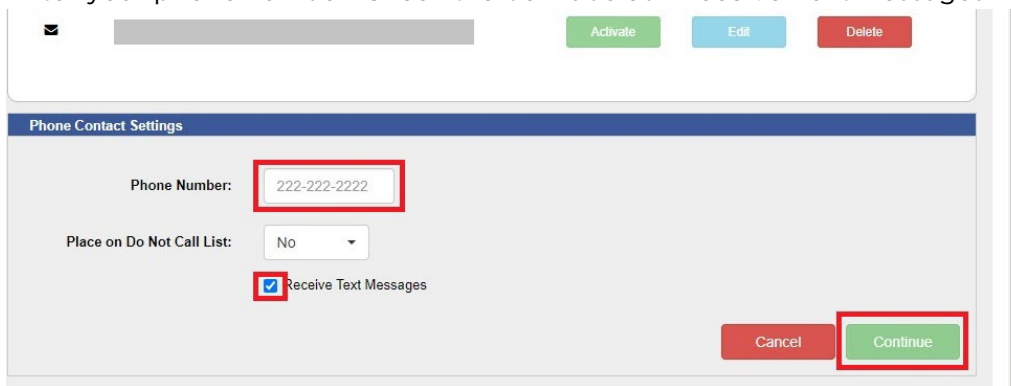 Activate Edit Delete
Phone Contact Settings
Phone Number: 222-222-2222
Place on Do Not Call List: No
Receive Text Messages
Cancel Continue